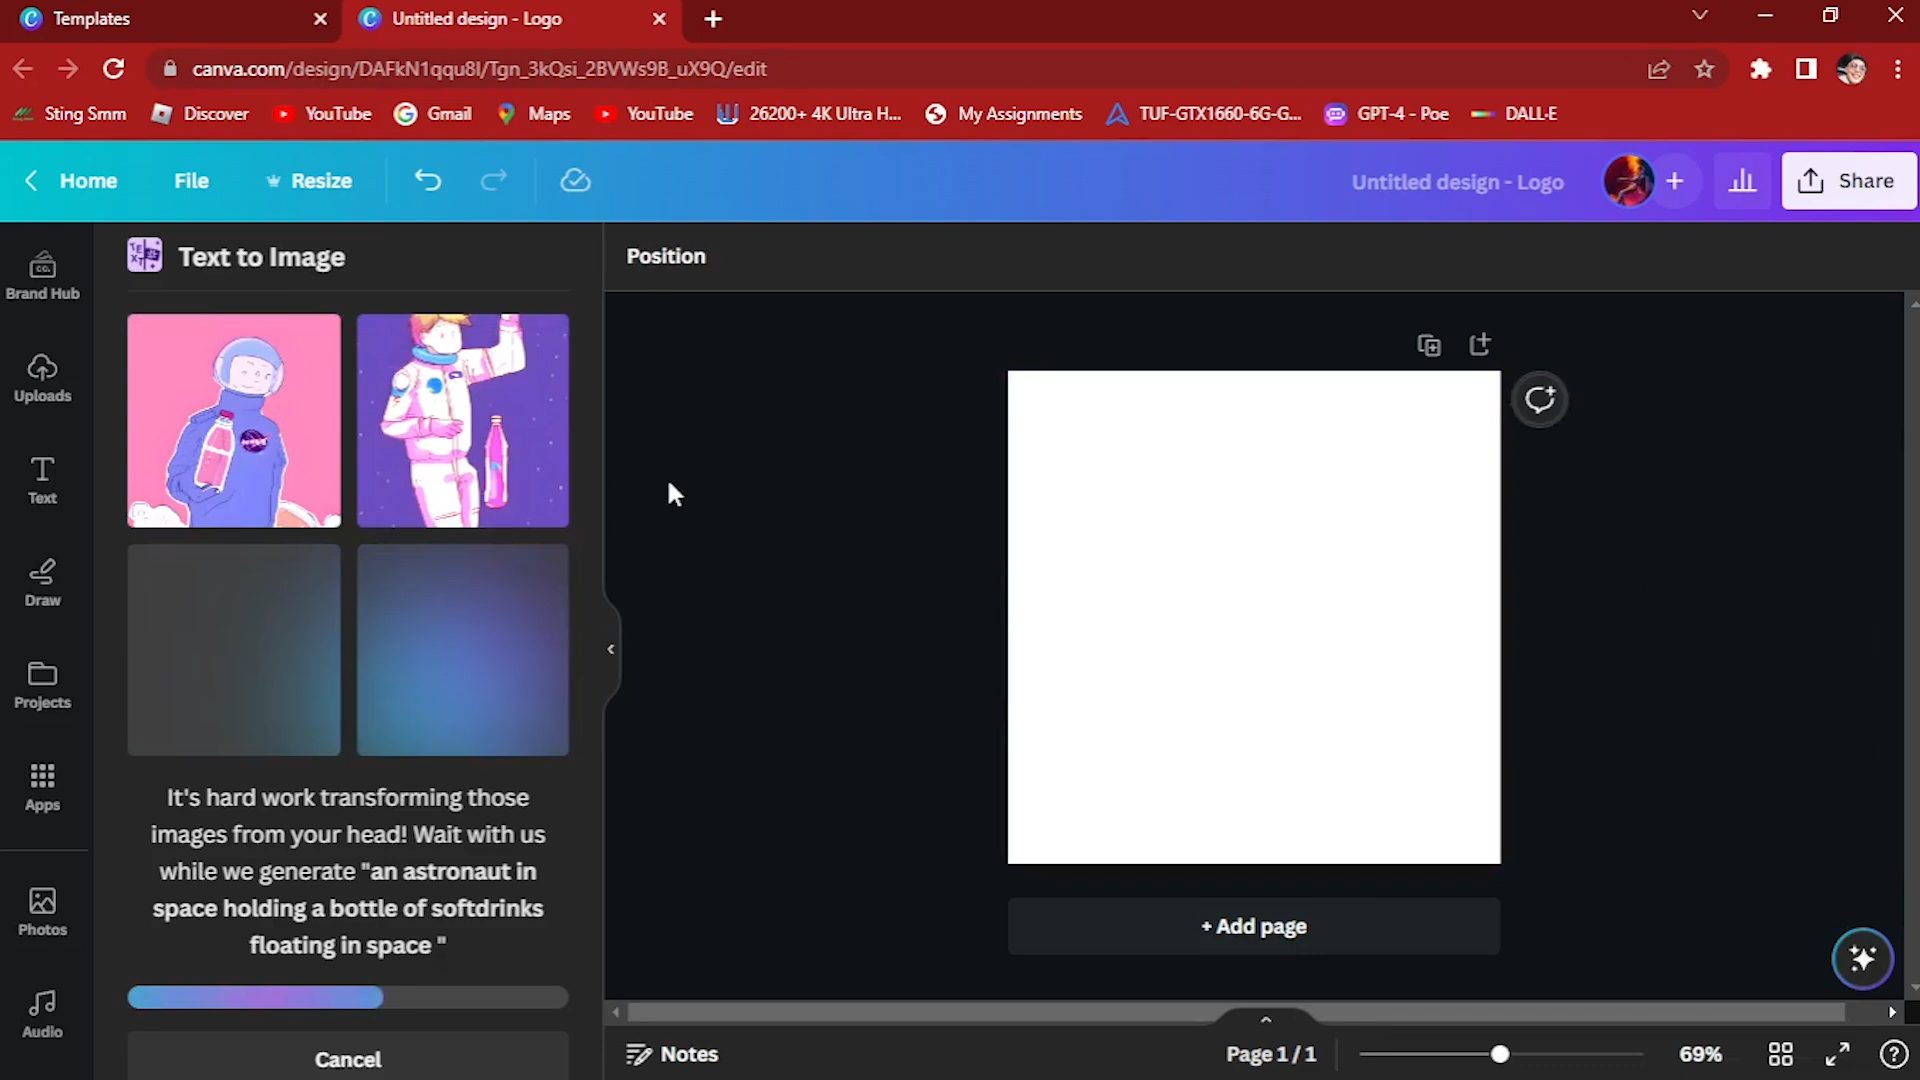 Templates
Untitled design - Logo
canva.com/design/DAFkN1qqu8I/Tgn_3kQsi_2BVWs9B_uX9Q/edit
Sting Smm
Discover
YouTube
Gmail
Maps
YouTube
26200+ 4K Ultra H...
My Assignments
TUF-GTX1660-6G-G...
GPT-4 - Poe
DALL·E
Home
File
Resize
Untitled design - Logo
Share
Brand Hub
Uploads
Text
Draw
Projects
Apps
Photos
Audio
Text to Image
Position
It's hard work transforming those
images from your head! Wait with us
while we generate "an astronaut in
space holding a bottle of softdrinks
floating in space "
Cancel
+ Add page
Notes
Page 1 / 1
69%